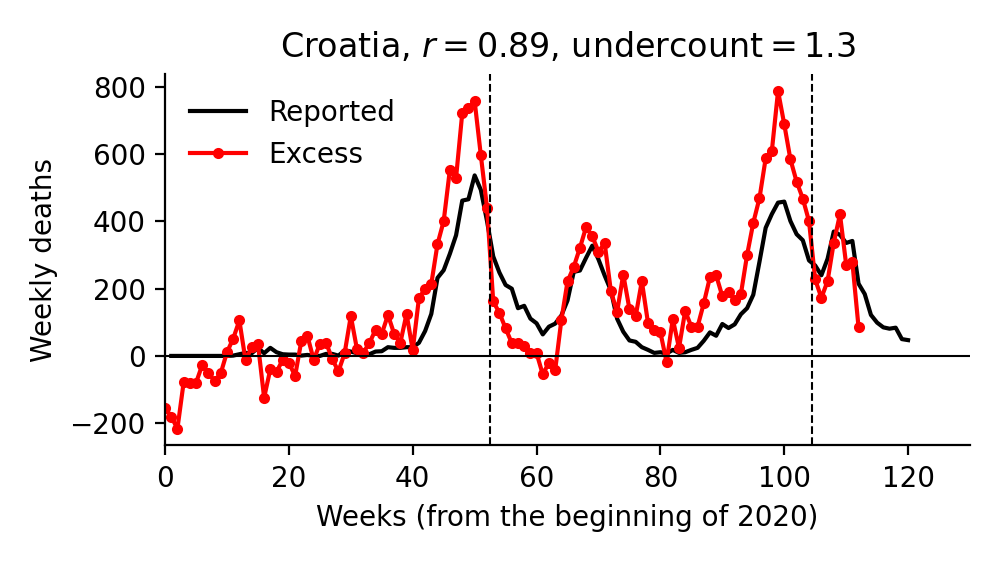 Croatia, r = 0.89, undercount = 1.3
800
600
400
200
0
−200
Weekly deaths
Reported
Excess
0 20 40 60 80 100 120
Weeks (from the beginning of 2020)